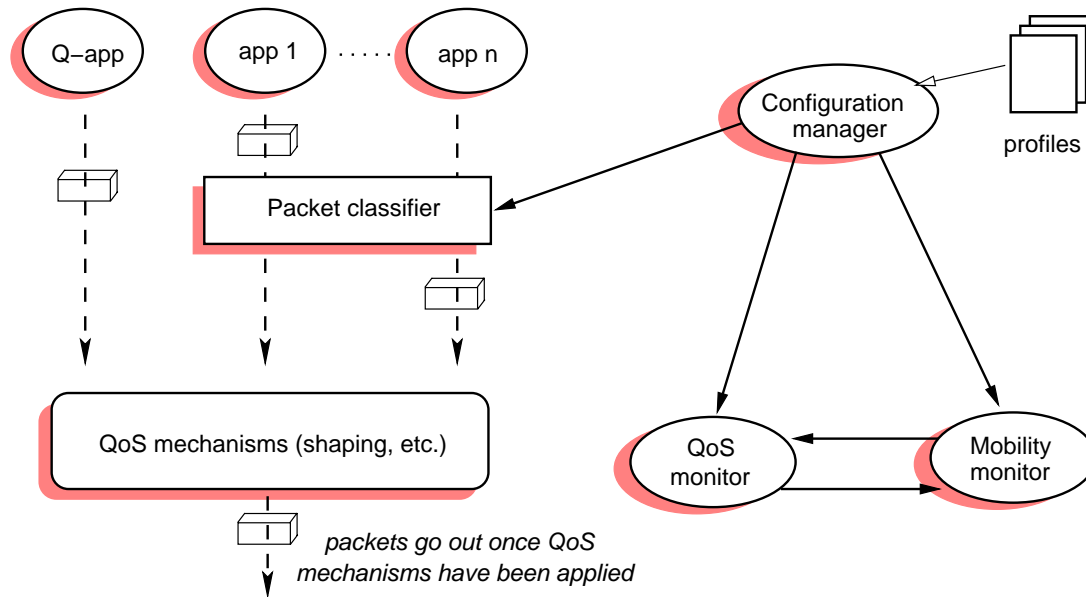 Q−app
app 1
. . . . .
app n
Configuration
manager
profiles
Packet classifier
QoS mechanisms (shaping, etc.)
QoS
monitor
Mobility
monitor
packets go out once QoS
mechanisms have been applied